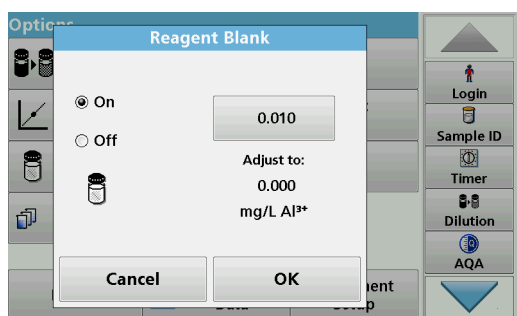 Options
Reagent Blank
On
Off
0.010
Adjust to:
0.000
mg/L Al³⁺
Cancel
OK
Login
Sample ID
Timer
Dilution
AQA